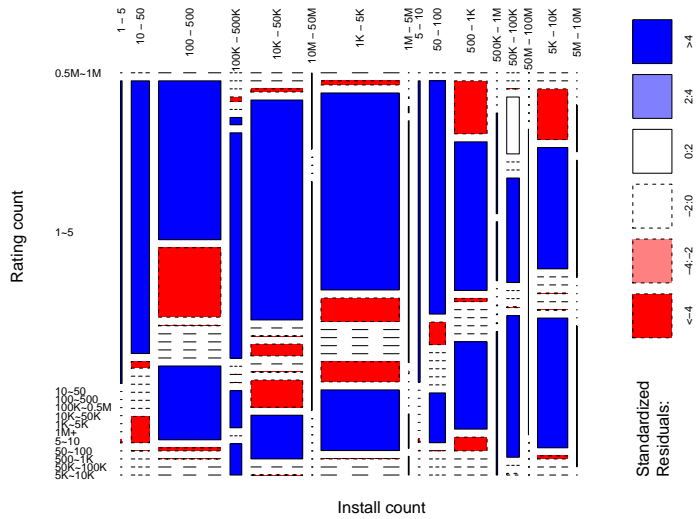 1 − 5
10 − 50
100 − 500
100K − 500K
10K − 50K
10M − 50M
1K − 5K
1M − 5M
5 − 10
50 − 100
500 − 1K
500K − 1M
50K − 100K
50M − 100M
5K − 10K
5M − 10M
0.5M~1M
1~5
10~50
100~500
100K~0.5M
10K~50K
1K~5K
1M+
5~10
50~100
500~1K
50K~100K
5K~10K
Rating count
Install count
Standardized
Residuals:
<−4
−4:−2
−2:0
0:2
2:4
>4